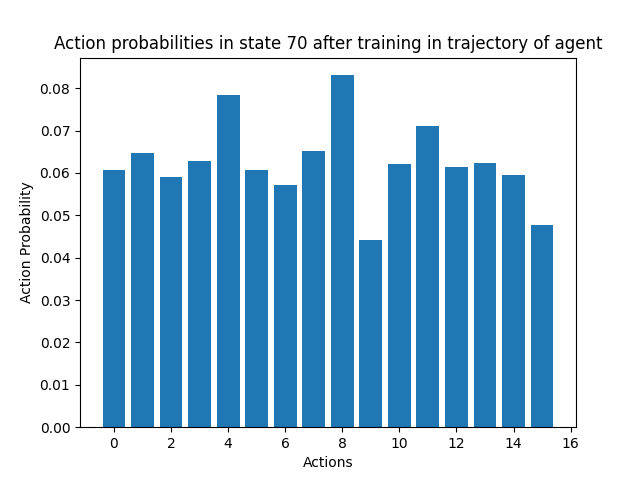 Action probabilities in state 70 after training in trajectory of agent
0.08
0.07
0.06
0.05
0.04
0.03
0.02
0.01
0.00
Action Probability
0 2 4 6 8 10 12 14 16
Actions